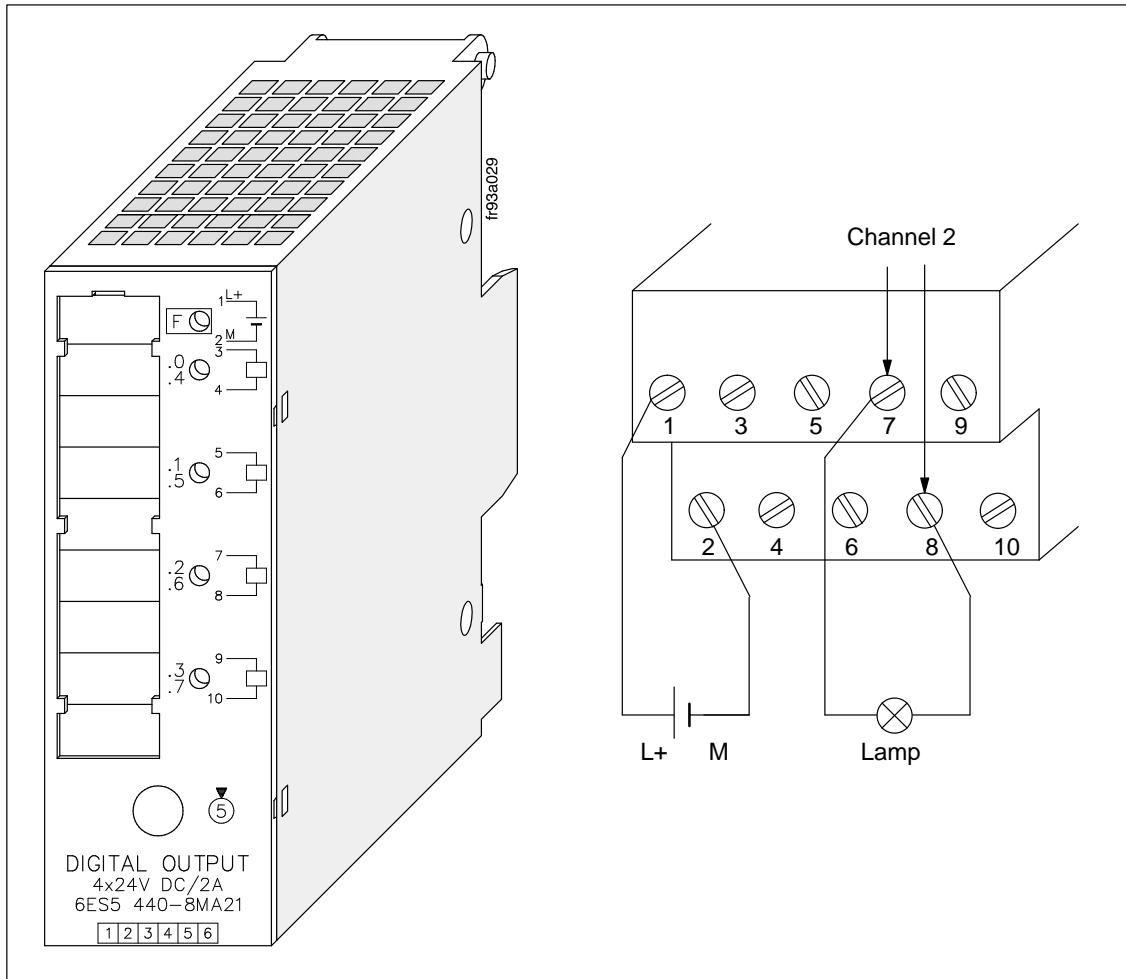 fr93a029
F
1 L+
2 M
3
.0
.4
4
5
.1
.5
6
7
.2
.6
8
9
.3
.7
10
5
DIGITAL OUTPUT
4x24V DC/2A
6ES5 440-8MA21
1 2 3 4 5 6
Channel 2
1 3 5 7 9
2 4 6 8 10
L+ M
Lamp